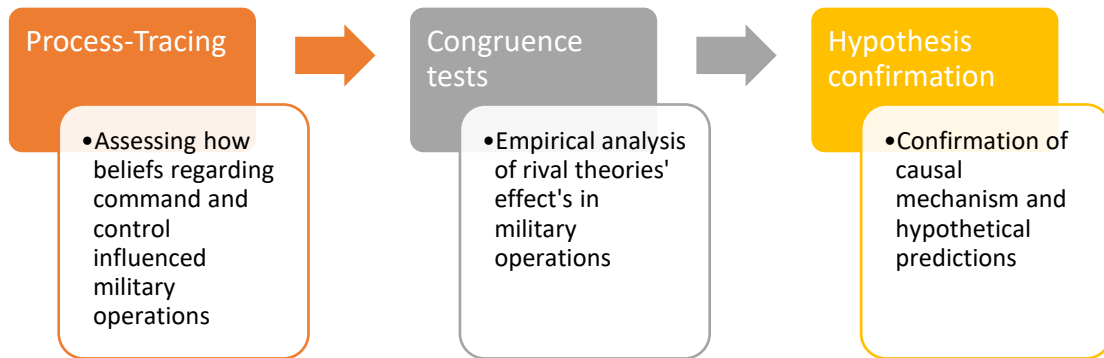 Process-Tracing
•Assessing how
beliefs regarding
command and
control
influenced
military
operations
Congruence
tests
•Empirical analysis
of rival theories'
effect's in
military
operations
Hypothesis
confirmation
•Confirmation of
causal
mechanism and
hypothetical
predictions